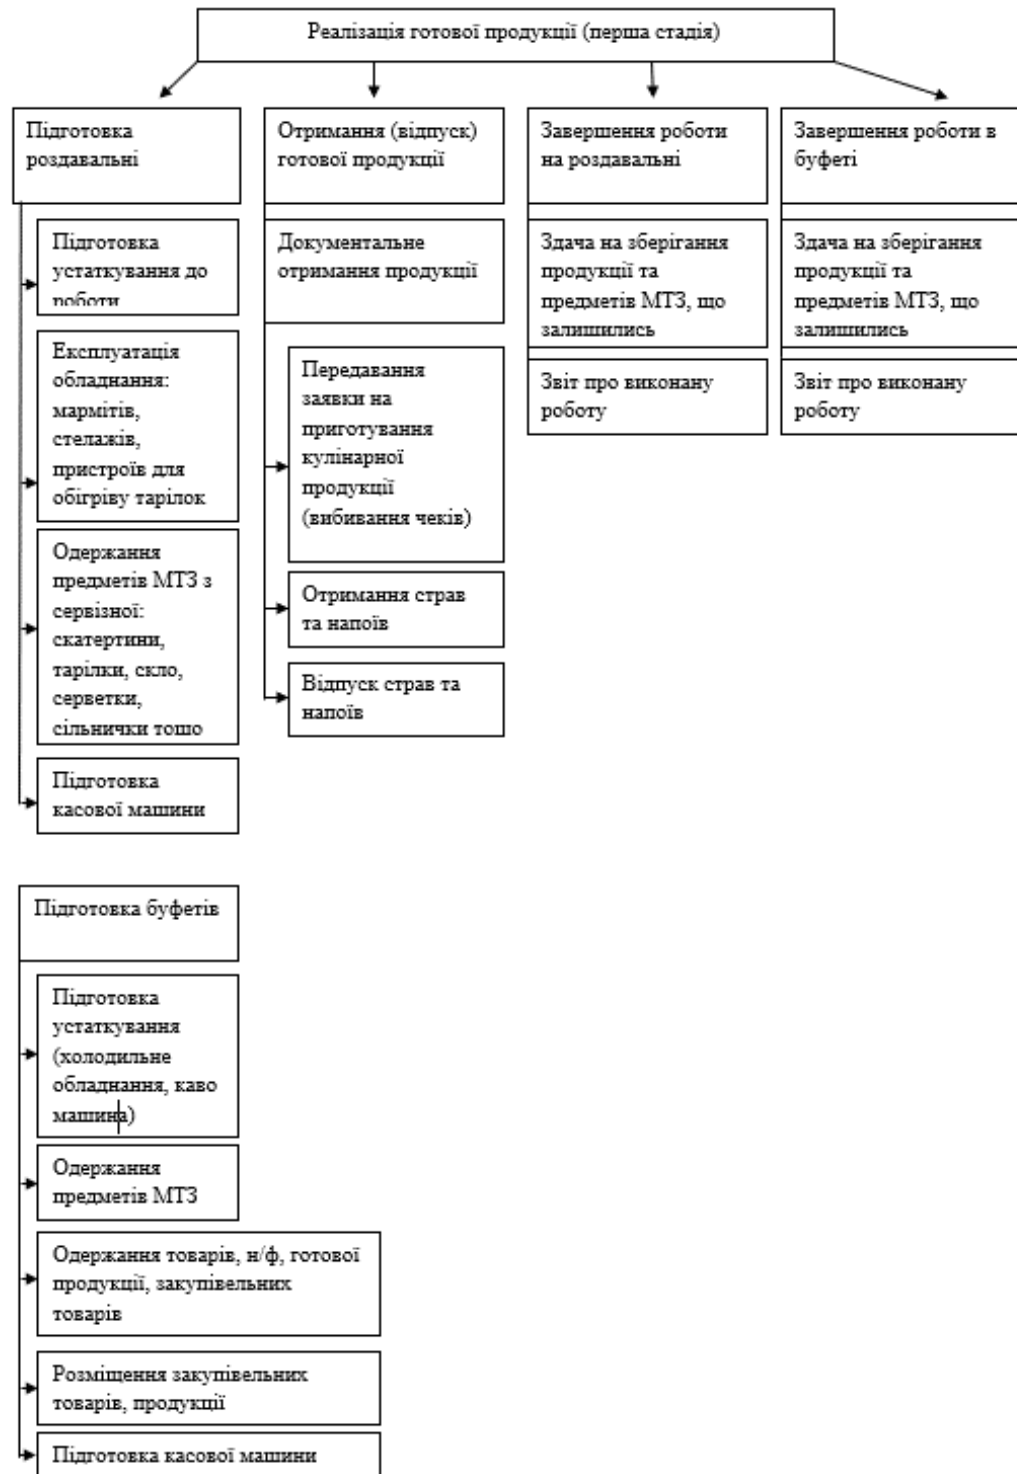 Реалізація готової продукції (перша стадія)
Підготовка
роздавальні
Підготовка
устаткування до
роботи
Експлуатація
обладнання:
мармітів,
стелажів,
пристроїв для
обігріву тарілок
Одержання
предметів МТЗ з
сервізної:
скатертини,
тарілки, скло,
серветки,
сільнички тощо
Підготовка
касової машини
Отримання (відпуск)
готової продукції
Документальне
отримання продукції
Передавання
заявки на
приготування
кулінарної
продукції
(вибивання чеків)
Отримання страв
та напоїв
Відпуск страв та
напоїв
Завершення роботи
на роздавальні
Здача на зберігання
продукції та
предметів МТЗ, що
залишились
Звіт про виконану
роботу
Завершення роботи в
буфеті
Здача на зберігання
продукції та
предметів МТЗ, що
залишились
Звіт про виконану
роботу
Підготовка буфетів
Підготовка
устаткування
(холодильне
обладнання, каво
машина)
Одержання
предметів МТЗ
Одержання товарів, н/ф, готової
продукції, закупівельних
товарів
Розміщення закупівельних
товарів, продукції
Підготовка касової машини